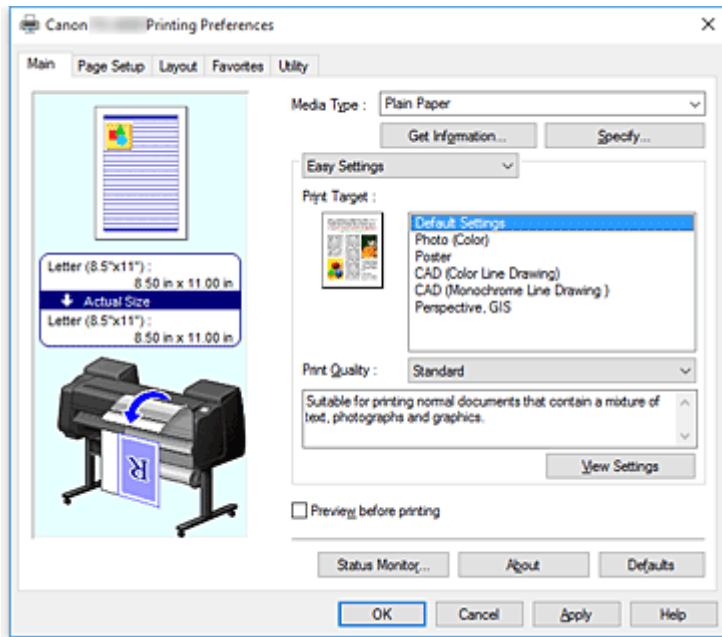 Canon Printing Preferences
Main Page Setup Layout Favorites Utility
Media Type : Plain Paper
Get Information... Specify...
Easy Settings
Print Target :
Default Settings
Photo (Color)
Poster
CAD (Color Line Drawing)
CAD (Monochrome Line Drawing )
Perspective, GIS
Letter (8.5"x11") :
8.50 in x 11.00 in
Actual Size
Letter (8.5"x11") :
8.50 in x 11.00 in
R
Print Quality : Standard
Suitable for printing normal documents that contain a mixture of
text, photographs and graphics.
View Settings
Preview before printing
Status Monitor... About Defaults
OK Cancel Apply Help